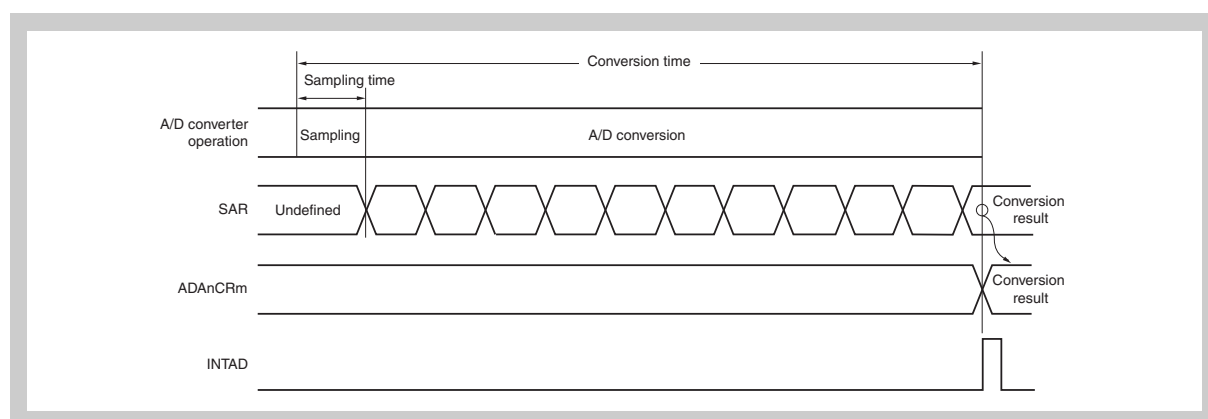 Conversion time
Sampling time
A/D converter
operation
Sampling
A/D conversion
SAR
Undefined
Conversion
result
ADAnCRm
Conversion
result
INTAD